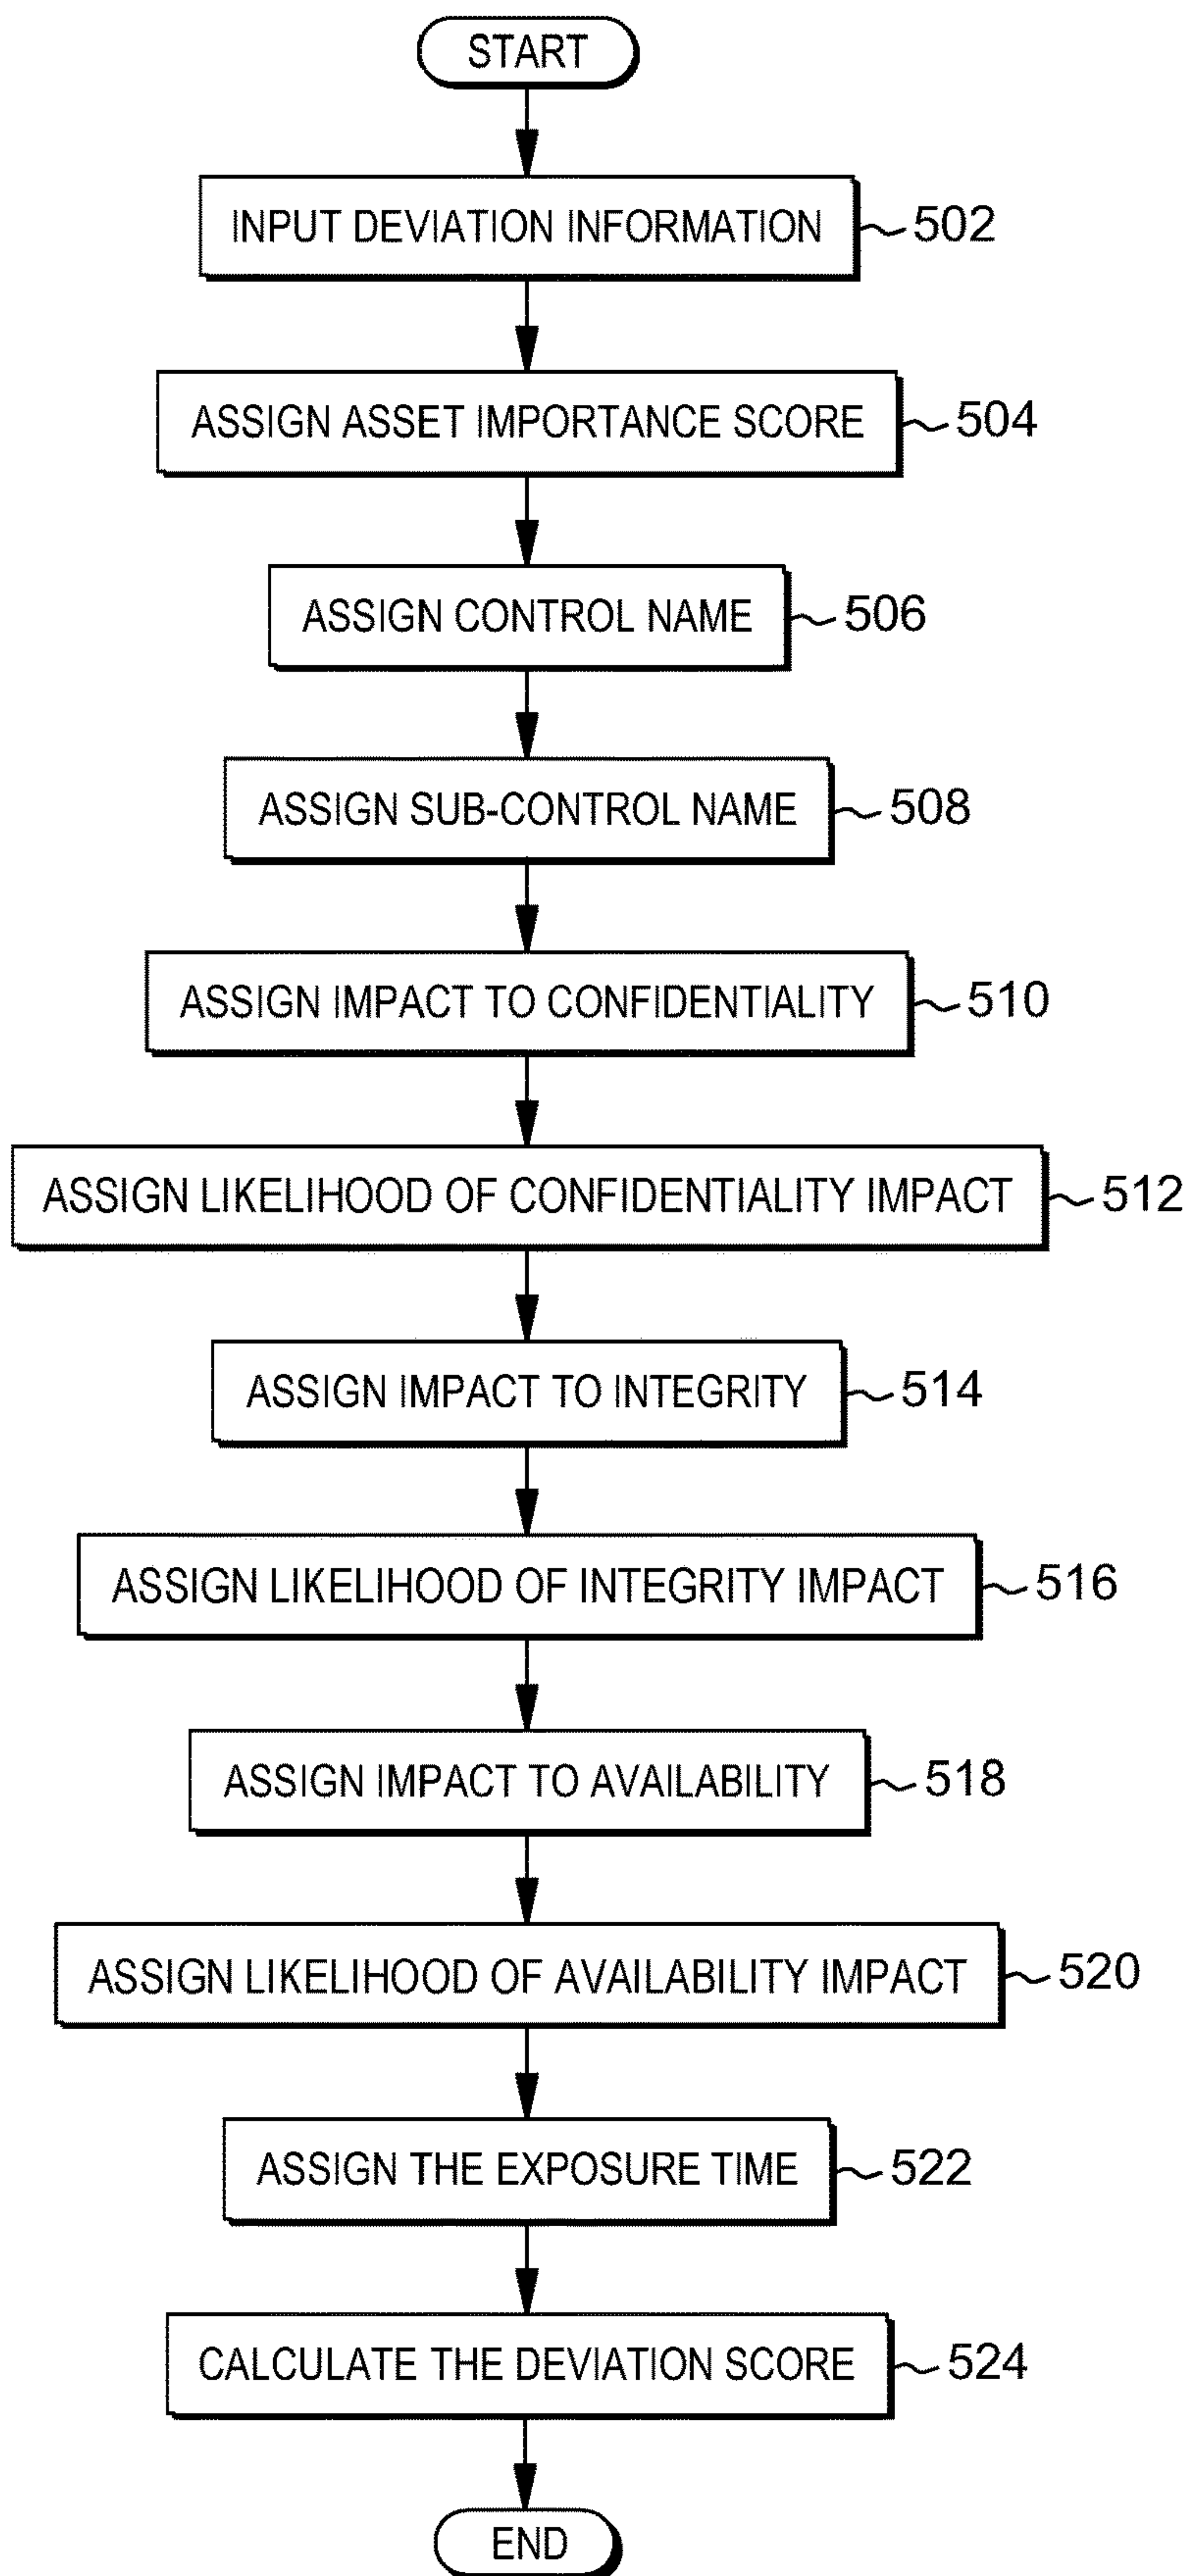 START
INPUT DEVIATION INFORMATION 502
ASSIGN ASSET IMPORTANCE SCORE 504
ASSIGN CONTROL NAME 506
ASSIGN SUB-CONTROL NAME 508
ASSIGN IMPACT TO CONFIDENTIALITY 510
ASSIGN LIKELIHOOD OF CONFIDENTIALITY IMPACT 512
ASSIGN IMPACT TO INTEGRITY 514
ASSIGN LIKELIHOOD OF INTEGRITY IMPACT 516
ASSIGN IMPACT TO AVAILABILITY 518
ASSIGN LIKELIHOOD OF AVAILABILITY IMPACT 520
ASSIGN THE EXPOSURE TIME 522
CALCULATE THE DEVIATION SCORE 524
END